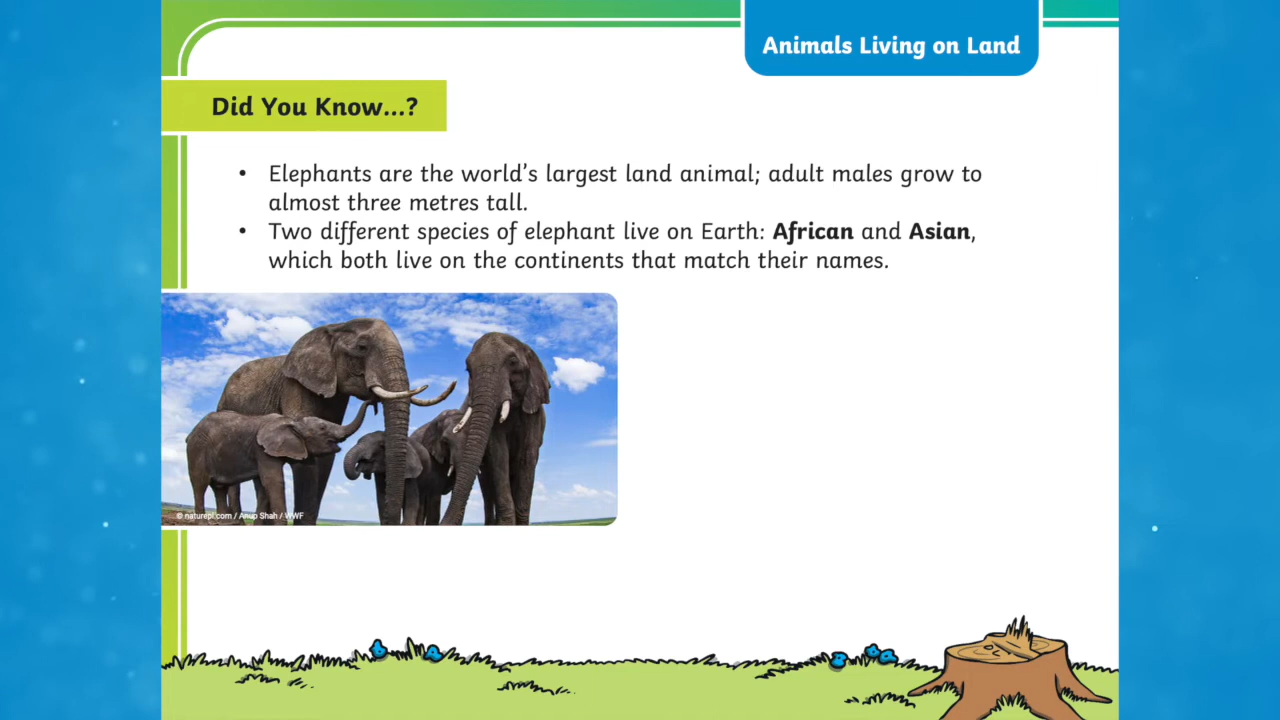 Animals Living on Land
Did You Know...?
• Elephants are the world's largest land animal; adult males grow to
almost three metres tall.
• Two different species of elephant live on Earth: African and Asian,
which both live on the continents that match their names.
© naturepl.com / Anup Shah / WWF